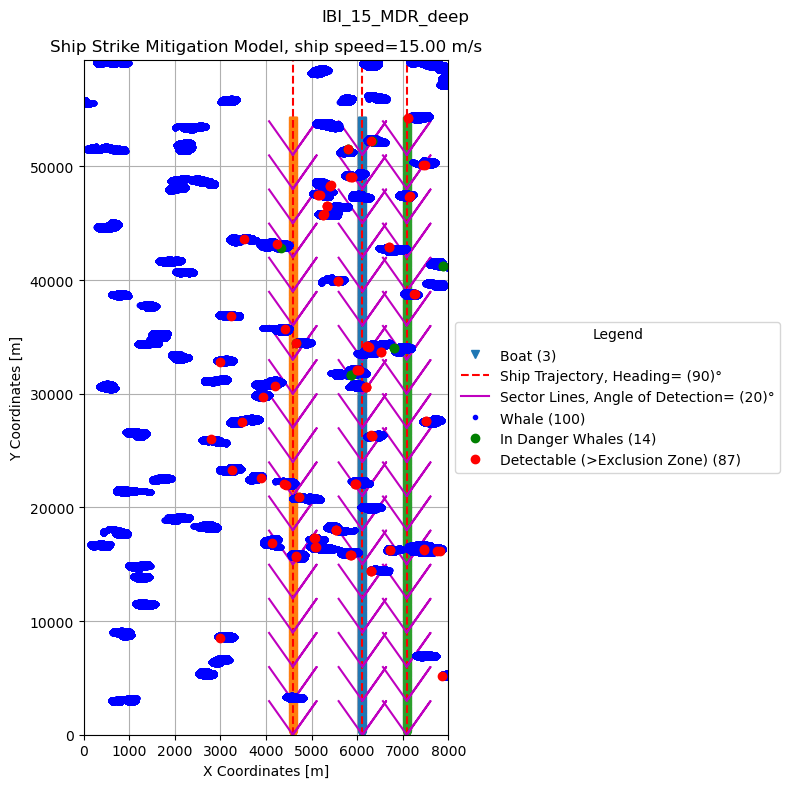 IBI_15_MDR_deep
Ship Strike Mitigation Model, ship speed=15.00 m/s
Y Coordinates [m]
50000
40000
30000
20000
10000
0
0 1000 2000 3000 4000 5000 6000 7000 8000
X Coordinates [m]
Legend
Boat (3)
Ship Trajectory, Heading= (90)°
Sector Lines, Angle of Detection= (20)°
Whale (100)
In Danger Whales (14)
Detectable (>Exclusion Zone) (87)